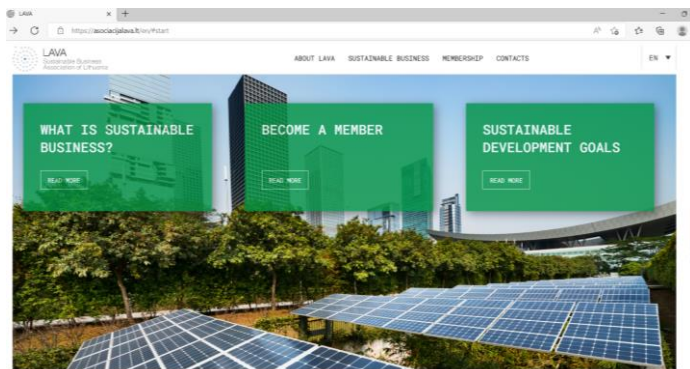 LAVA
https://asociacijalava.lt/en/#start
LAVA
Sustainable Business
Association of Lithuania
ABOUT LAVA SUSTAINABLE BUSINESS MEMBERSHIP CONTACTS
EN
WHAT IS SUSTAINABLE
BUSINESS?
READ MORE
BECOME A MEMBER
READ MORE
SUSTAINABLE
DEVELOPMENT GOALS
READ MORE